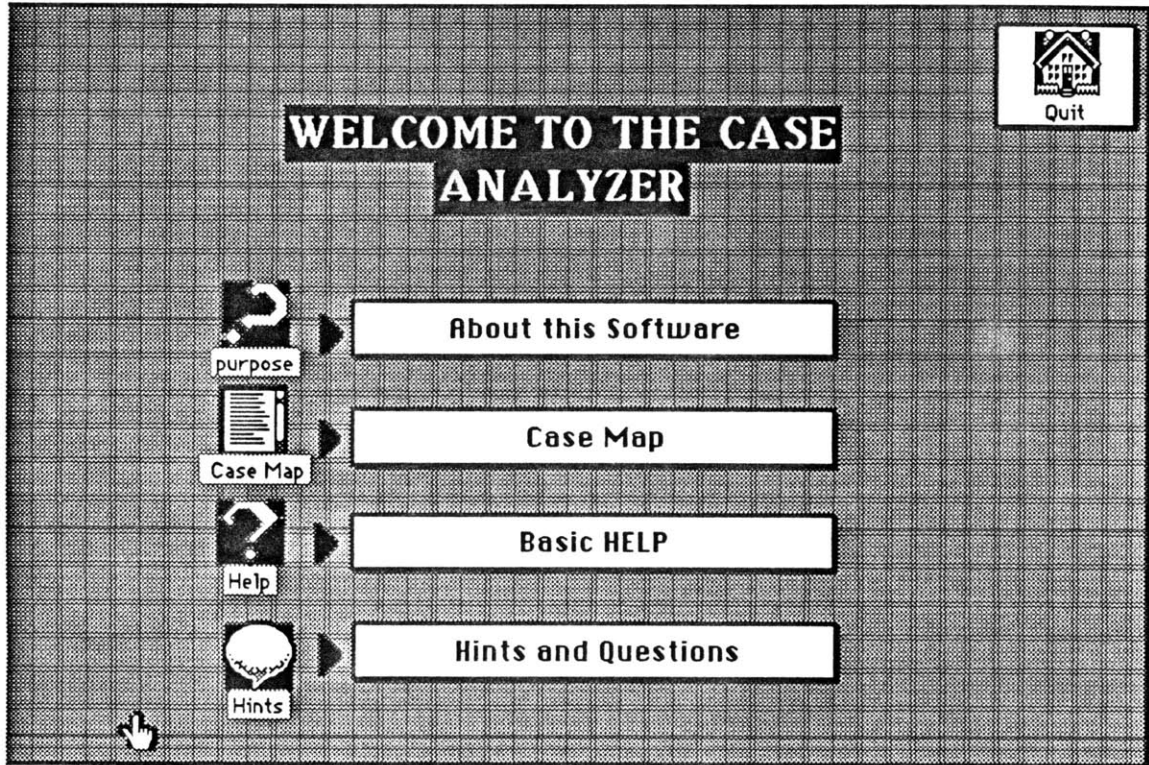 Quit
WELCOME TO THE CASE
ANALYZER
purpose
About this Software
Case Map
Case Map
Help
Basic HELP
Hints
Hints and Questions